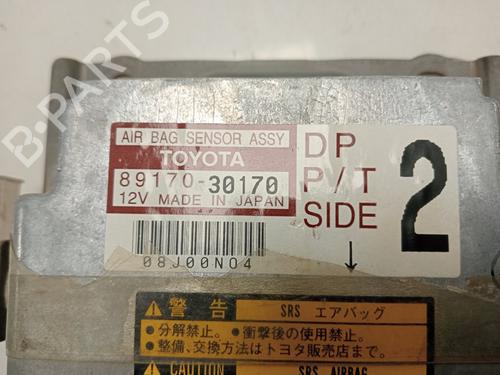 B-PARTS
AIR BAG SENSOR ASSY
TOYOTA
89170-30170
12V MADE IN JAPAN
08J00N04
DP
P/T
SIDE
2
警告
SRS エアバッグ
●分解禁止。●衝撃後の使用禁止。
●整備、交換方法はトヨタ販売店まで。
CAUTION
SRS AIRBAG